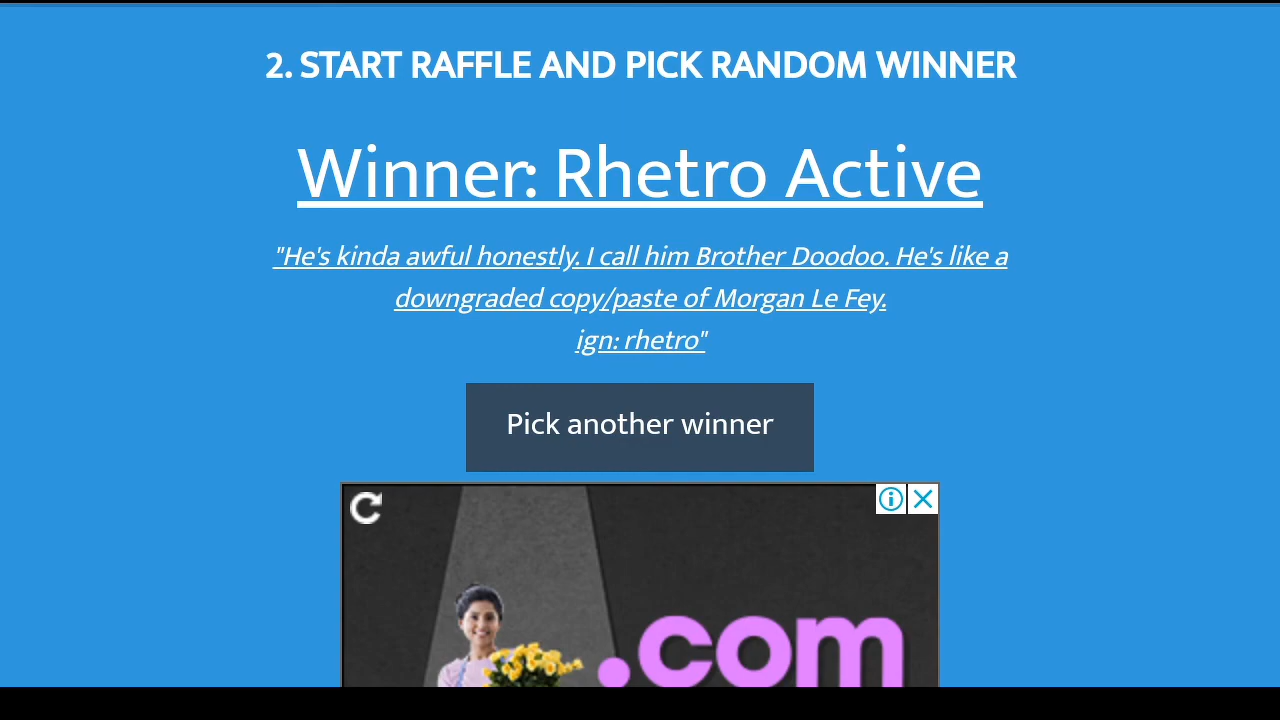 2. START RAFFLE AND PICK RANDOM WINNER
Winner: Rhetro Active
"He's kinda awful honestly. I call him Brother Doodoo. He's like a
downgraded copy/paste of Morgan Le Fey.
ign: rhetro"
Pick another winner
.com